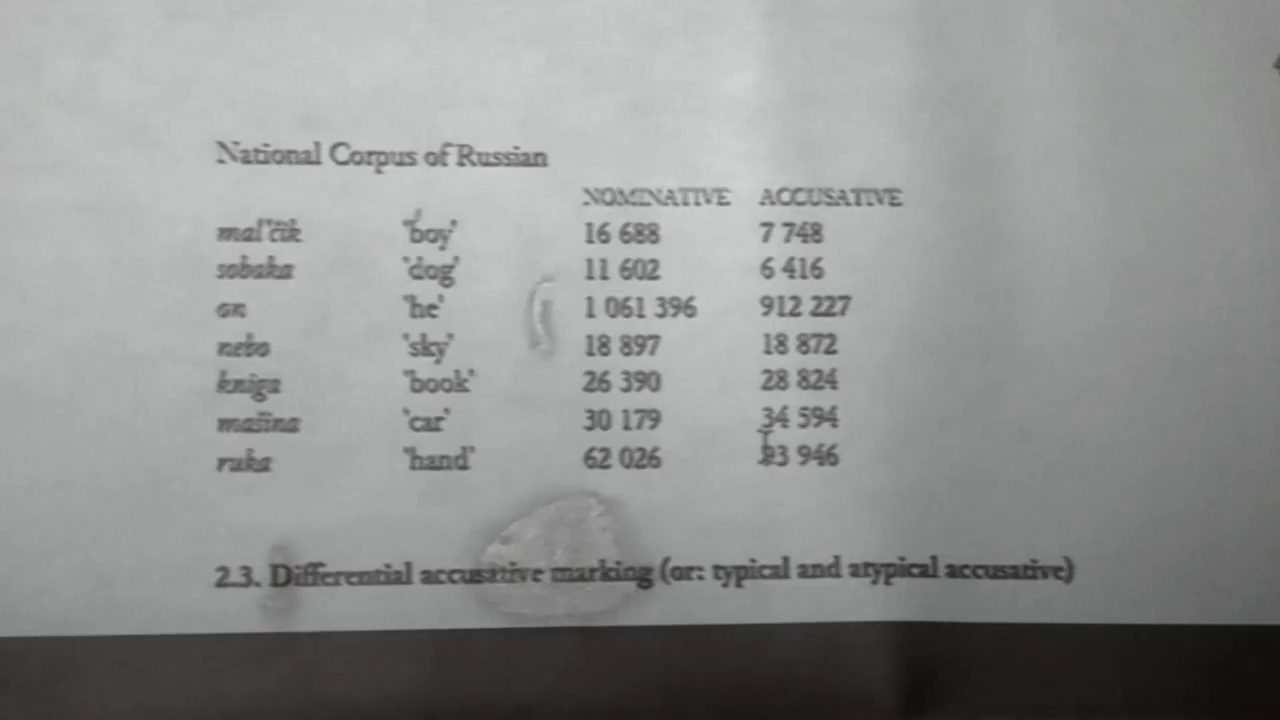 National Corpus of Russian
NOMINATIVE ACCUSATIVE
mal'čik 'boy' 16 688 7 748
sobaka 'dog' 11 602 6 416
on 'he' 1 061 396 912 227
nebo 'sky' 18 897 18 872
kniga 'book' 26 390 28 824
mašina 'car' 30 179 34 594
ruka 'hand' 62 026
2.3. Differential accusative marking (or: typical and atypical accusative)